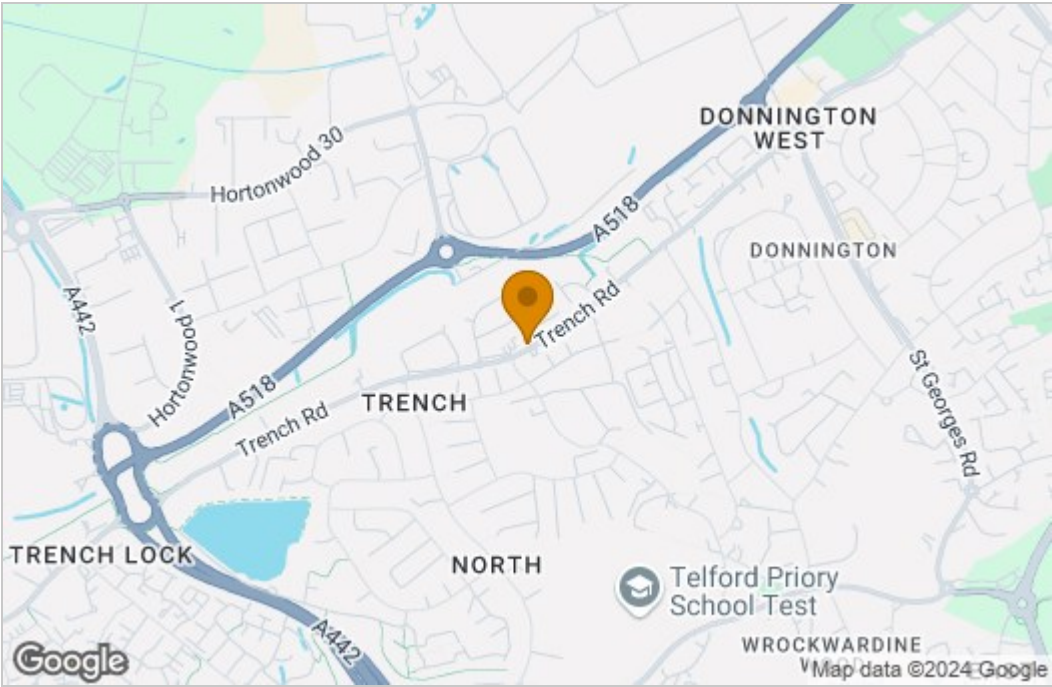 DONNINGTON
WEST
Hortonwood 30
A518
DONNINGTON
A442
Hortonwood 1
Trench Rd
A518
TRENCH
Trench Rd
St Georges Rd
TRENCH LOCK
NORTH
Telford Priory
School Test
A442
WROCKWARDINE
Google
Map data ©2024 Google